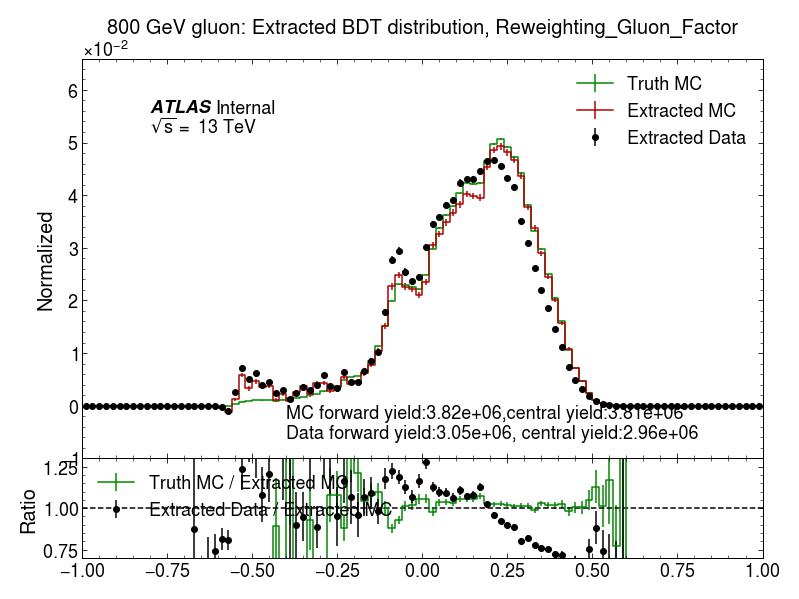 800 GeV gluon: Extracted BDT distribution, Reweighting_Gluon_Factor
×10⁻²
ATLAS Internal
√s = 13 TeV
Truth MC
Extracted MC
Extracted Data
Normalized
6
5
4
3
2
1
0
1
MC forward yield:3.82e+06,central yield:3.81e+06
Data forward yield:3.05e+06, central yield:2.96e+06
Ratio
1.25
1.00
0.75
Truth MC / Extracted MC
Extracted Data / Extracted MC
−1.00 −0.75 −0.50 −0.25 0.00 0.25 0.50 0.75 1.00